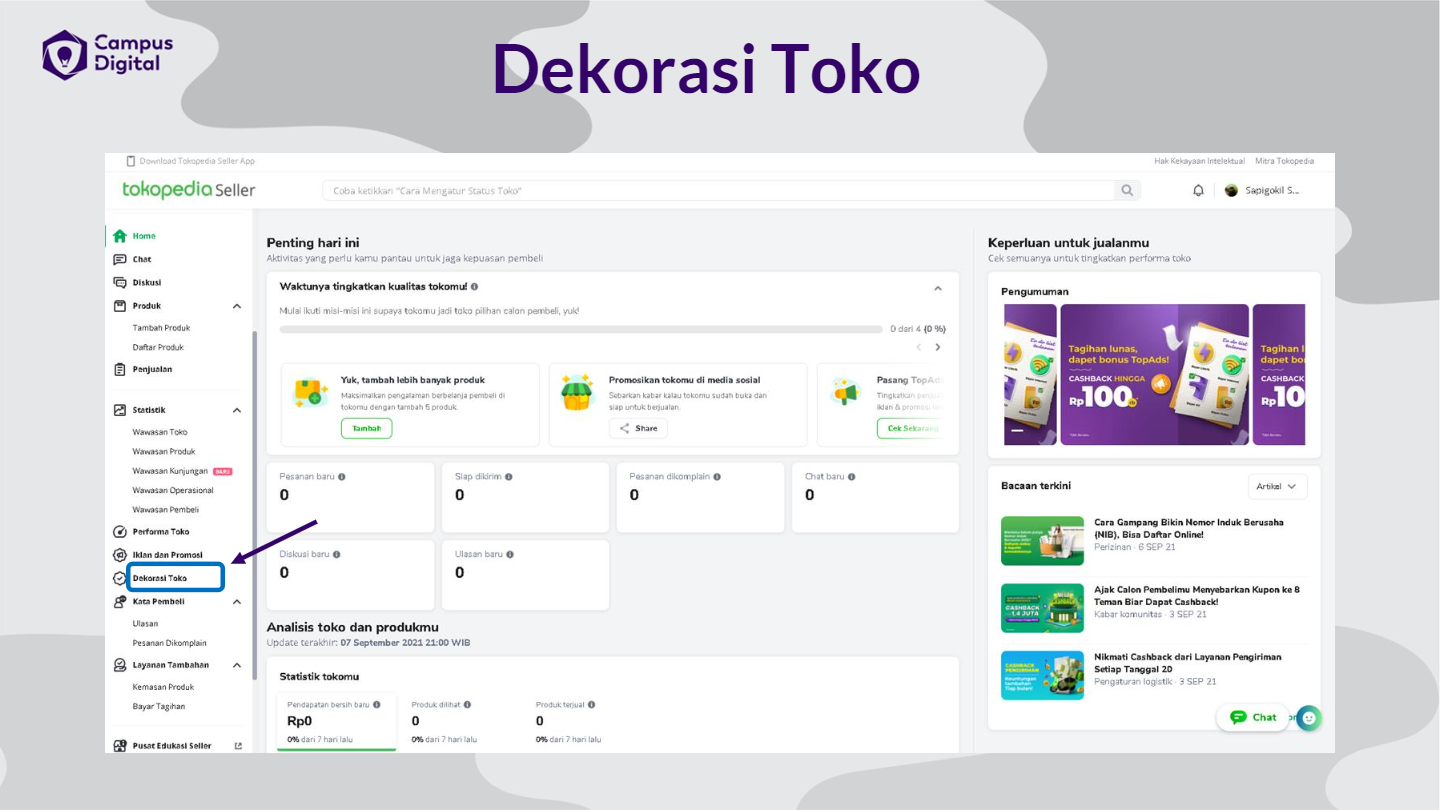 Campus
Digital
Dekorasi Toko
Download Tokopedia Seller App
Hak Kekayaan Intelektual
Mitra Tokopedia
tokopedia Seller
Coba ketikkan "Cara Mengatur Status Toko"
Sapigokil S...
Home
Chat
Diskusi
Produk
Tambah Produk
Daftar Produk
Penjualan
Statistik
Wawasan Toko
Wawasan Produk
Wawasan Kunjungan BARU
Wawasan Operasional
Wawasan Pembeli
Performa Toko
Iklan dan Promosi
Dekorasi Toko
Kata Pembeli
Ulasan
Pesanan Dikomplain
Layanan Tambahan
Kemasan Produk
Bayar Tagihan
Pusat Edukasi Seller
Penting hari ini
Aktivitas yang perlu kamu pantau untuk jaga kepuasan pembeli
Waktunya tingkatkan kualitas tokomu!
Mulai ikuti misi-misi ini supaya tokomu jadi toko pilihan calon pembeli, yuk!
0 dari 4 (0 %)
Yuk, tambah lebih banyak produk
Maksimalkan pengalaman berbelanja pembeli di
tokomu dengan tambah 5 produk.
Tambah
Promosikan tokomu di media sosial
Sebarkan kabar kalau tokomu sudah buka dan
siap untuk berjualan.
Share
Pasang TopAds
Tingkatkan
iklan & promosi
Cek Sekarang
Pesanan baru
0
Siap dikirim
0
Pesanan dikomplain
0
Chat baru
0
Diskusi baru
0
Ulasan baru
0
Analisis toko dan produkmu
Update terakhir: 07 September 2021 21:00 WIB
Statistik tokomu
Pendapatan bersih baru
Rp0
0% dari 7 hari lalu
Produk dilihat
0
0% dari 7 hari lalu
Produk terjual
0
0% dari 7 hari lalu
Keperluan untuk jualanmu
Cek semuanya untuk tingkatkan performa toko
Pengumuman
Tagihan lunas,
dapet bonus TopAds!
CASHBACK HINGGA
Rp100
Tagihan l
dapet bon
CASHBACK
Rp10
Bacaan terkini
Artikel
Cara Gampang Bikin Nomor Induk Berusaha
(NIB), Bisa Daftar Online!
Perizinan · 6 SEP 21
CASHBACK
1,4 JUTA
Ajak Calon Pembelimu Menyebarkan Kupon ke 8
Teman Biar Dapat Cashback!
Kabar komunitas · 3 SEP 21
CASHBACK
PENGIRIMAN
Keuntungan
tambahan
Tiap bulan!
Nikmati Cashback dari Layanan Pengiriman
Setiap Tanggal 20
Pengaturan logistik · 3 SEP 21
Chat